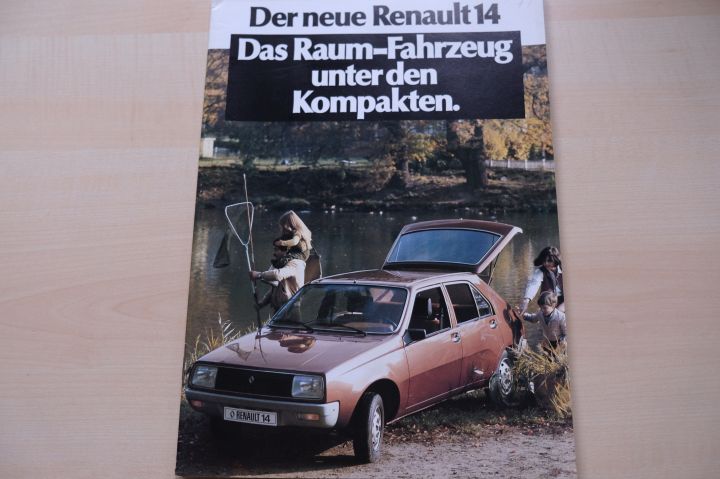 Der neue Renault 14
Das Raum-Fahrzeug
unter den
Kompakten.
RENAULT 14